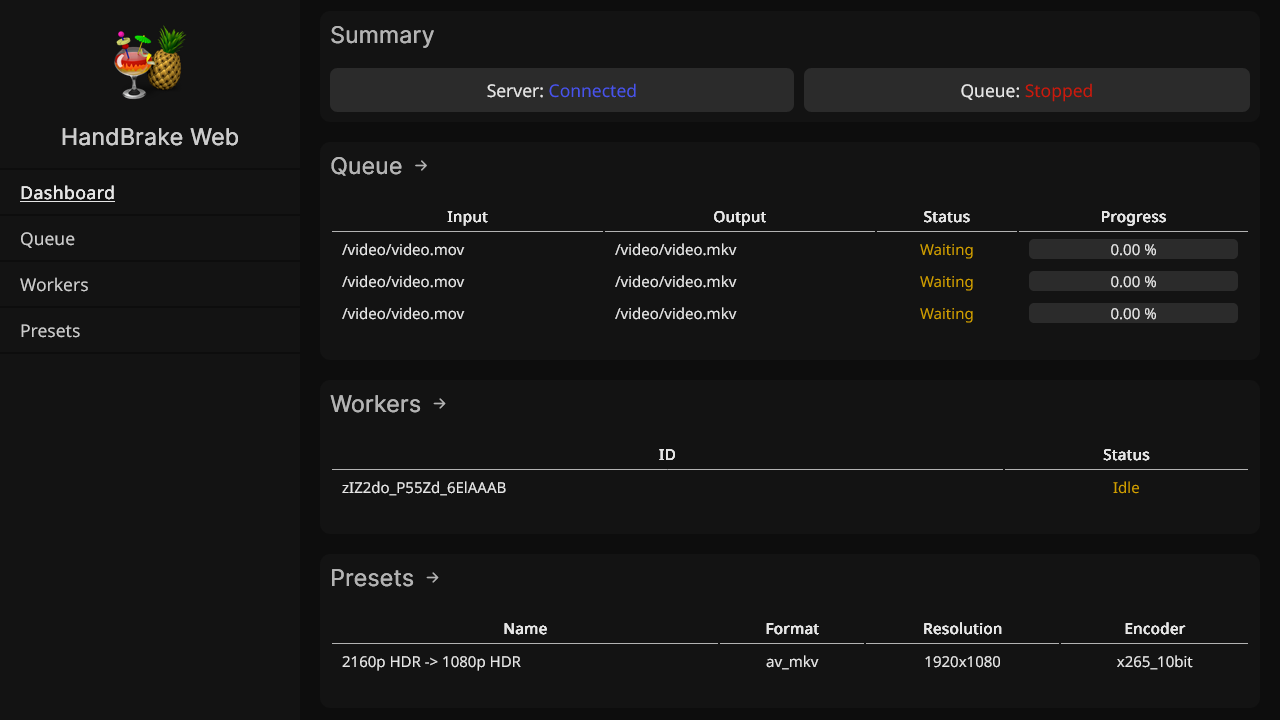 HandBrake Web
Dashboard
Queue
Workers
Presets
Summary
Server: Connected
Queue: Stopped
Queue →
Input Output Status Progress
/video/video.mov /video/video.mkv Waiting 0.00 %
/video/video.mov /video/video.mkv Waiting 0.00 %
/video/video.mov /video/video.mkv Waiting 0.00 %
Workers →
ID Status
zIZ2do_P55Zd_6ElAAAB Idle
Presets →
Name Format Resolution Encoder
2160p HDR -> 1080p HDR av_mkv 1920x1080 x265_10bit